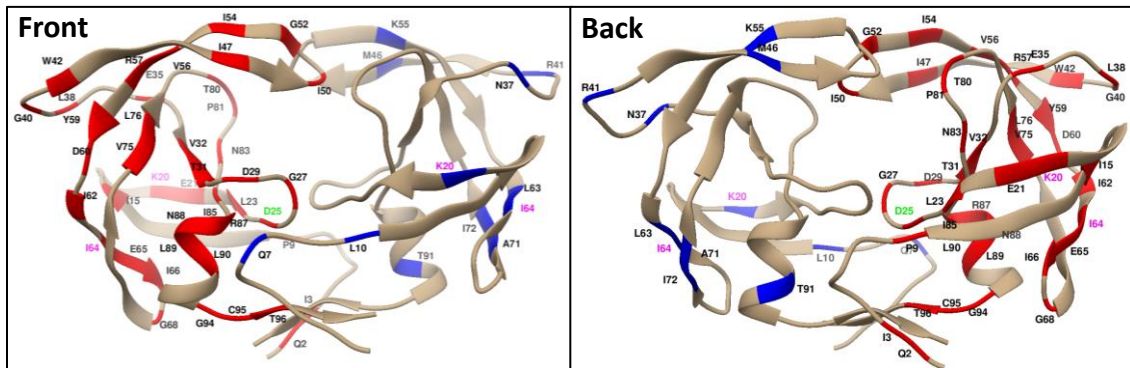 Front
I54
G52
K55
I47
M46
R57
V56
W42
E35
R41
L38
T80
I50
N37
G40
Y59
P81
L76
D60
V75
V32
N83
T31
K20
D29
G27
K20
I62
I15
E21
L23
D25
L63
I64
N88
I85
R87
I64
I72
E65
L89
P9
L10
A71
I66
L90
Q7
T91
G68
G94
C95
I3
T96
Q2
Back
I54
K55
G52
V56
M46
R57
E35
I47
T80
W42
L38
R41
I50
P81
G40
N37
L76
Y59
N83
V32
V75
D60
T31
I15
G27
D29
E21
K20
I62
K20
D25
L23
R87
L63
I85
I64
I64
P9
L90
N88
A71
L10
Q7
I66
E65
I72
L89
T91
C95
G94
G68
T96
I3
Q2